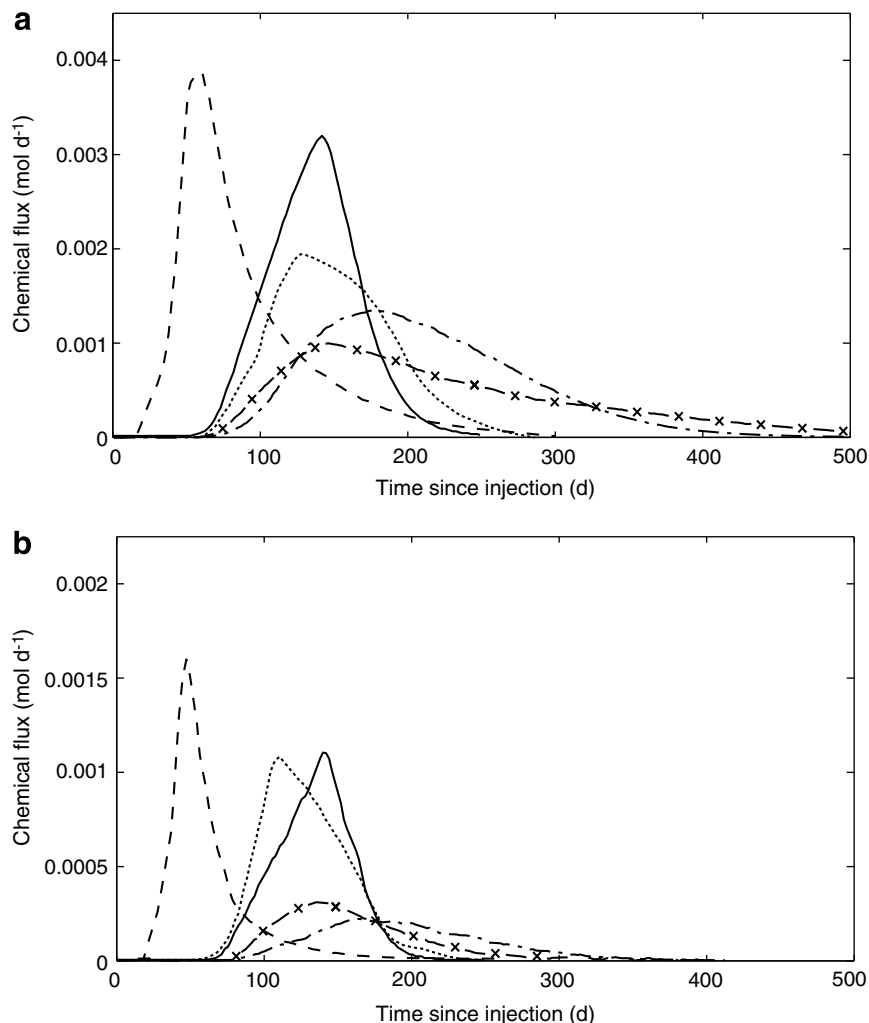 a
Chemical flux (mol d-1)
0.004
0.003
0.002
0.001
0
0 100 200 300 400 500
Time since injection (d)
b
Chemical flux (mol d-1)
0.002
0.0015
0.001
0.0005
0
0 100 200 300 400 500
Time since injection (d)